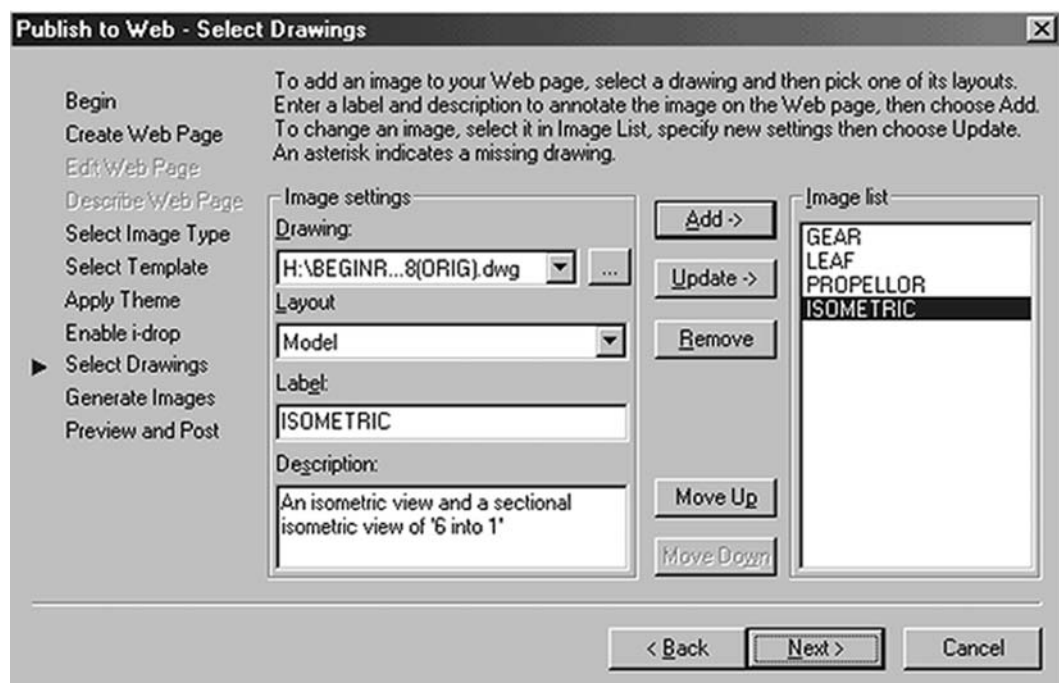 Publish to Web - Select Drawings
To add an image to your Web page, select a drawing and then pick one of its layouts.
Enter a label and description to annotate the image on the Web page, then choose Add.
To change an image, select it in Image List, specify new settings then choose Update.
An asterisk indicates a missing drawing.
Begin
Create Web Page
Edit Web Page
Describe Web Page
Select Image Type
Select Template
Apply Theme
Enable i-drop
Select Drawings
Generate Images
Preview and Post
Image settings
Drawing:
H:\BEGINR...8(ORIG).dwg
...
Layout
Model
Label:
ISOMETRIC
Description:
An isometric view and a sectional
isometric view of '6 into 1'
Add ->
Update ->
Remove
Move Up
Move Down
Image list
GEAR
LEAF
PROPELLOR
ISOMETRIC
< Back
Next >
Cancel